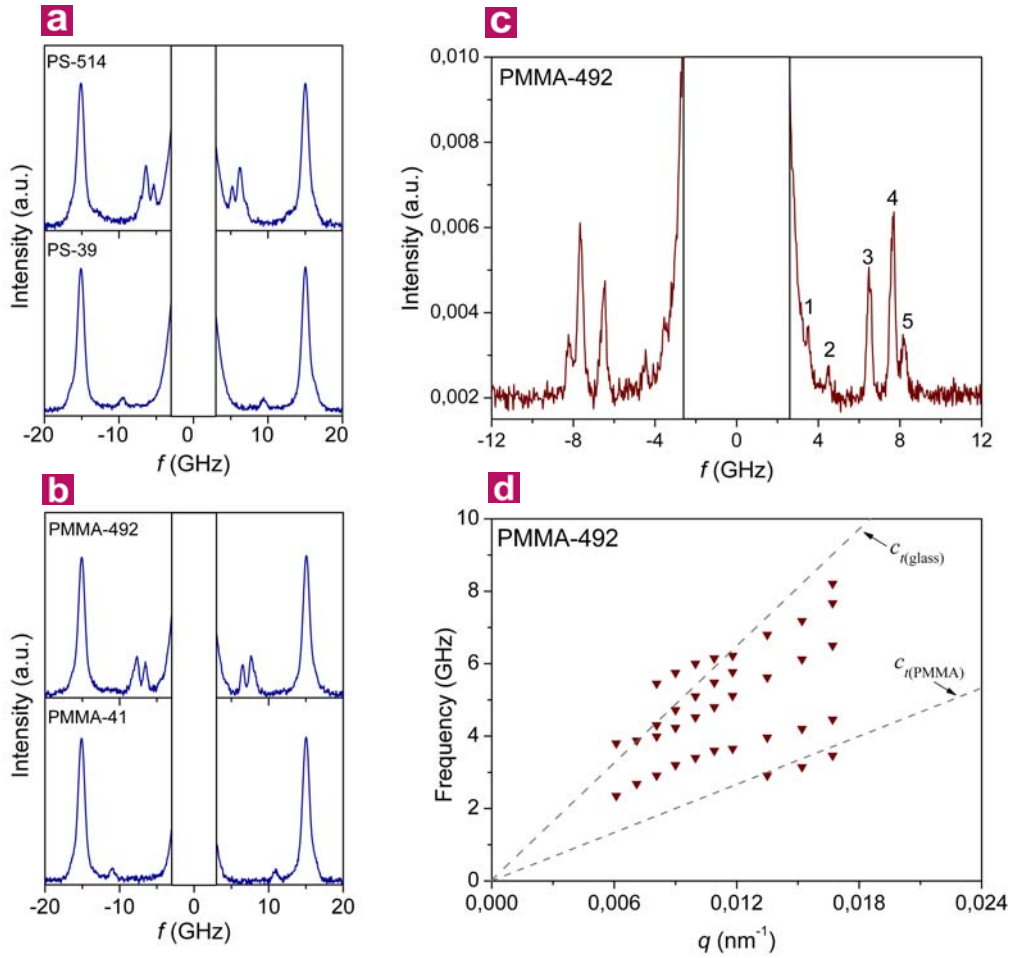 a
PS-514
PS-39
Intensity (a.u.)
-20 -10 0 10 20
f (GHz)
b
PMMA-492
PMMA-41
Intensity (a.u.)
-20 -10 0 10 20
f (GHz)
c
PMMA-492
Intensity (a.u.)
0,010
0,008
0,006
0,004
0,002
1
2
3
4
5
-12 -8 -4 0 4 8 12
f (GHz)
d
PMMA-492
Frequency (GHz)
10
8
6
4
2
0
c t(glass)
c t(PMMA)
0,000 0,006 0,012 0,018 0,024
q (nm⁻¹)